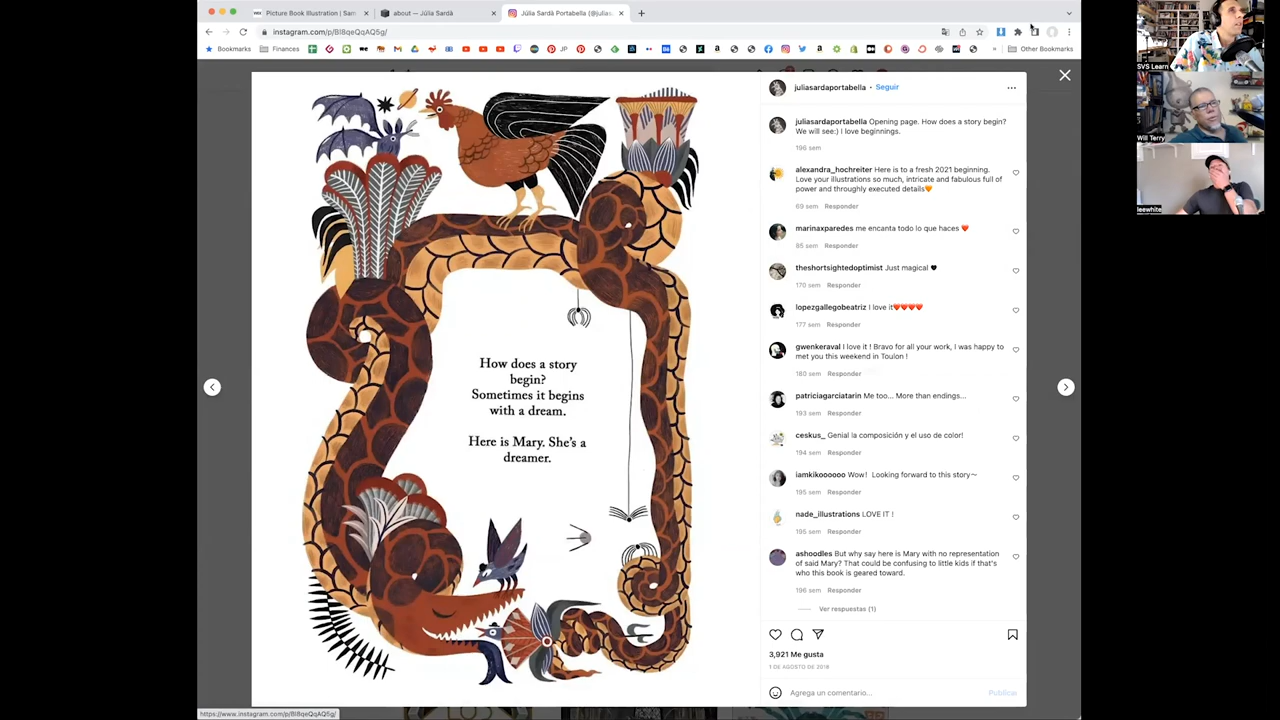 Picture Book Illustration | Sam
about — Júlia Sardà
Júlia Sardà Portabella (@julias
instagram.com/p/Bl8qeQqAQ5g/
Bookmarks
Finances
JP
Other Bookmarks
SVS Learn
Will Terry
leewhite
juliasardaportabella • Seguir
juliasardaportabella Opening page. How does a story begin?
We will see:) I love beginnings.
196 sem
alexandra_hochreiter Here is to a fresh 2021 beginning.
Love your illustrations so much, intricate and fabulous full of
power and throughly executed details
69 sem Responder
marinaxparedes me encanta todo lo que haces
85 sem Responder
theshortsightedoptimist Just magical
170 sem Responder
lopezgallegobeatriz I love it
177 sem Responder
gwenkeraval I love it ! Bravo for all your work, I was happy to
met you this weekend in Toulon !
180 sem Responder
patriciagarciatarin Me too... More than endings...
193 sem Responder
ceskus_ Genial la composición y el uso de color!
194 sem Responder
iamkikoooooo Wow! Looking forward to this story～
195 sem Responder
nade_illustrations LOVE IT !
195 sem Responder
ashoodles But why say here is Mary with no representation
of said Mary? That could be confusing to little kids if that's
who this book is geared toward.
196 sem Responder
Ver respuestas (1)
3,921 Me gusta
1 DE AGOSTO DE 2018
Agrega un comentario...
Publicar
How does a story
begin?
Sometimes it begins
with a dream.
Here is Mary. She's a
dreamer.
https://www.instagram.com/p/Bl8qeQqAQ5g/